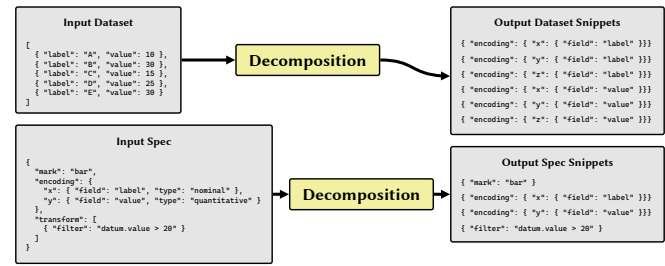 Input Dataset
[
{ "label": "A", "value": 10 },
{ "label": "B", "value": 30 },
{ "label": "C", "value": 15 },
{ "label": "D", "value": 25 },
{ "label": "E", "value": 30 }
]
Decomposition
Output Dataset Snippets
{ "encoding": { "x": { "field": "label" }}}
{ "encoding": { "y": { "field": "label" }}}
{ "encoding": { "z": { "field": "label" }}}
{ "encoding": { "x": { "field": "value" }}}
{ "encoding": { "y": { "field": "value" }}}
{ "encoding": { "z": { "field": "value" }}}
Input Spec
{
"mark": "bar",
"encoding": {
"x": { "field": "label", "type": "nominal" },
"y": { "field": "value", "type": "quantitative" }
},
"transform": [
{ "filter": "datum.value > 20" }
]
}
Decomposition
Output Spec Snippets
{ "mark": "bar" }
{ "encoding": { "x": { "field": "label" }}}
{ "encoding": { "y": { "field": "value" }}}
{ "filter": "datum.value > 20" }